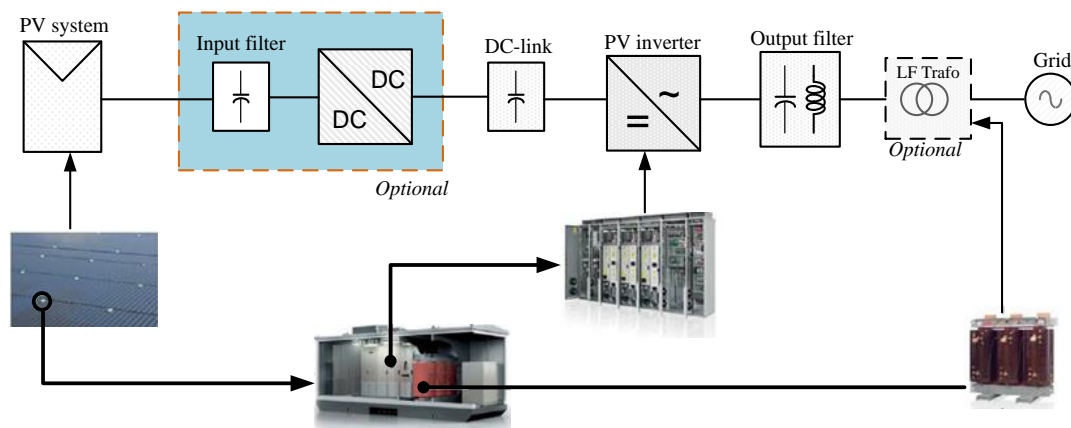 PV system
Input filter
DC
DC
Optional
DC-link
PV inverter
~
=
Output filter
LF Trafo
Optional
Grid